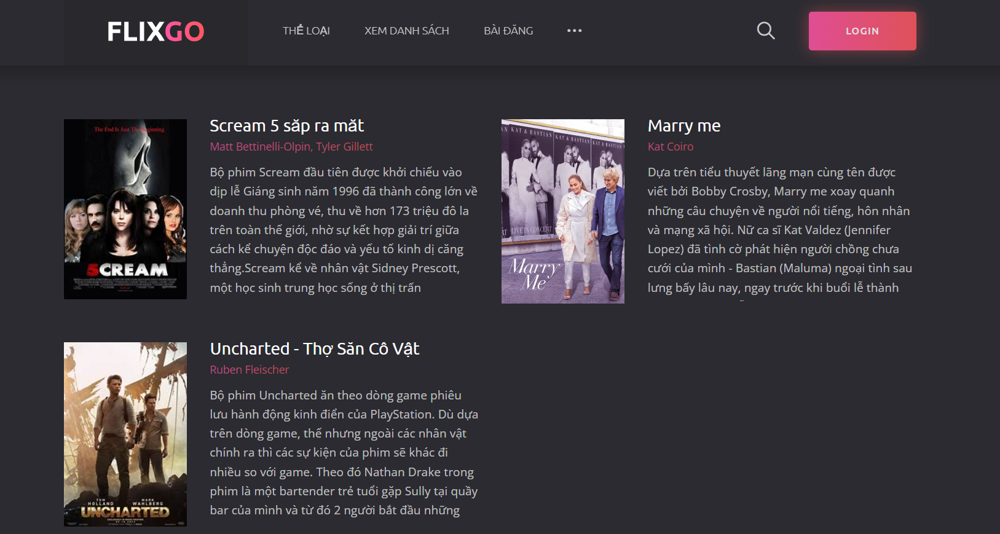 FLIXGO
THỂ LOẠI
XEM DANH SÁCH
BÀI ĐĂNG
LOGIN
The End Is Just The Beginning.
5CREAM
Scream 5 sắp ra mắt
Matt Bettinelli-Olpin, Tyler Gillett
Bộ phim Scream đầu tiên được khởi chiếu vào
dịp lễ Giáng sinh năm 1996 đã thành công lớn về
doanh thu phòng vé, thu về hơn 173 triệu đô la
trên toàn thế giới, nhờ sự kết hợp giải trí giữa
cách kể chuyện độc đáo và yếu tố kinh dị căng
thẳng.Scream kể về nhân vật Sidney Prescott,
một học sinh trung học sống ở thị trấn
KAT & BASTIAN
KAT & BASTIAN
LIVE IN CONCERT
Marry
Me
Marry me
Kat Coiro
Dựa trên tiểu thuyết lãng mạn cùng tên được
viết bởi Bobby Crosby, Marry me xoay quanh
những câu chuyện về người nổi tiếng, hôn nhân
và mạng xã hội. Nữ ca sĩ Kat Valdez (Jennifer
Lopez) đã tình cờ phát hiện người chồng chưa
cưới của mình - Bastian (Maluma) ngoại tình sau
lưng bấy lâu nay, ngay trước khi buổi lễ thành
TOM HOLLAND
MARK WAHLBERG
UNCHARTED
Uncharted - Thợ Săn Cổ Vật
Ruben Fleischer
Bộ phim Uncharted ăn theo dòng game phiêu
lưu hành động kinh điển của PlayStation. Dù dựa
trên dòng game, thế nhưng ngoài các nhân vật
chính ra thì các sự kiện của phim sẽ khác đi
nhiều so với game. Theo đó Nathan Drake trong
phim là một bartender trẻ tuổi gặp Sully tại quầy
bar của mình và từ đó 2 người bắt đầu những